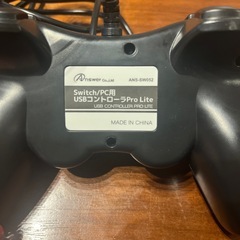 Answer
Co.,Ltd
ANS-SW052
Switch/PC用
USBコントローラPro Lite
USB CONTROLLER PRO LITE
MADE IN CHINA